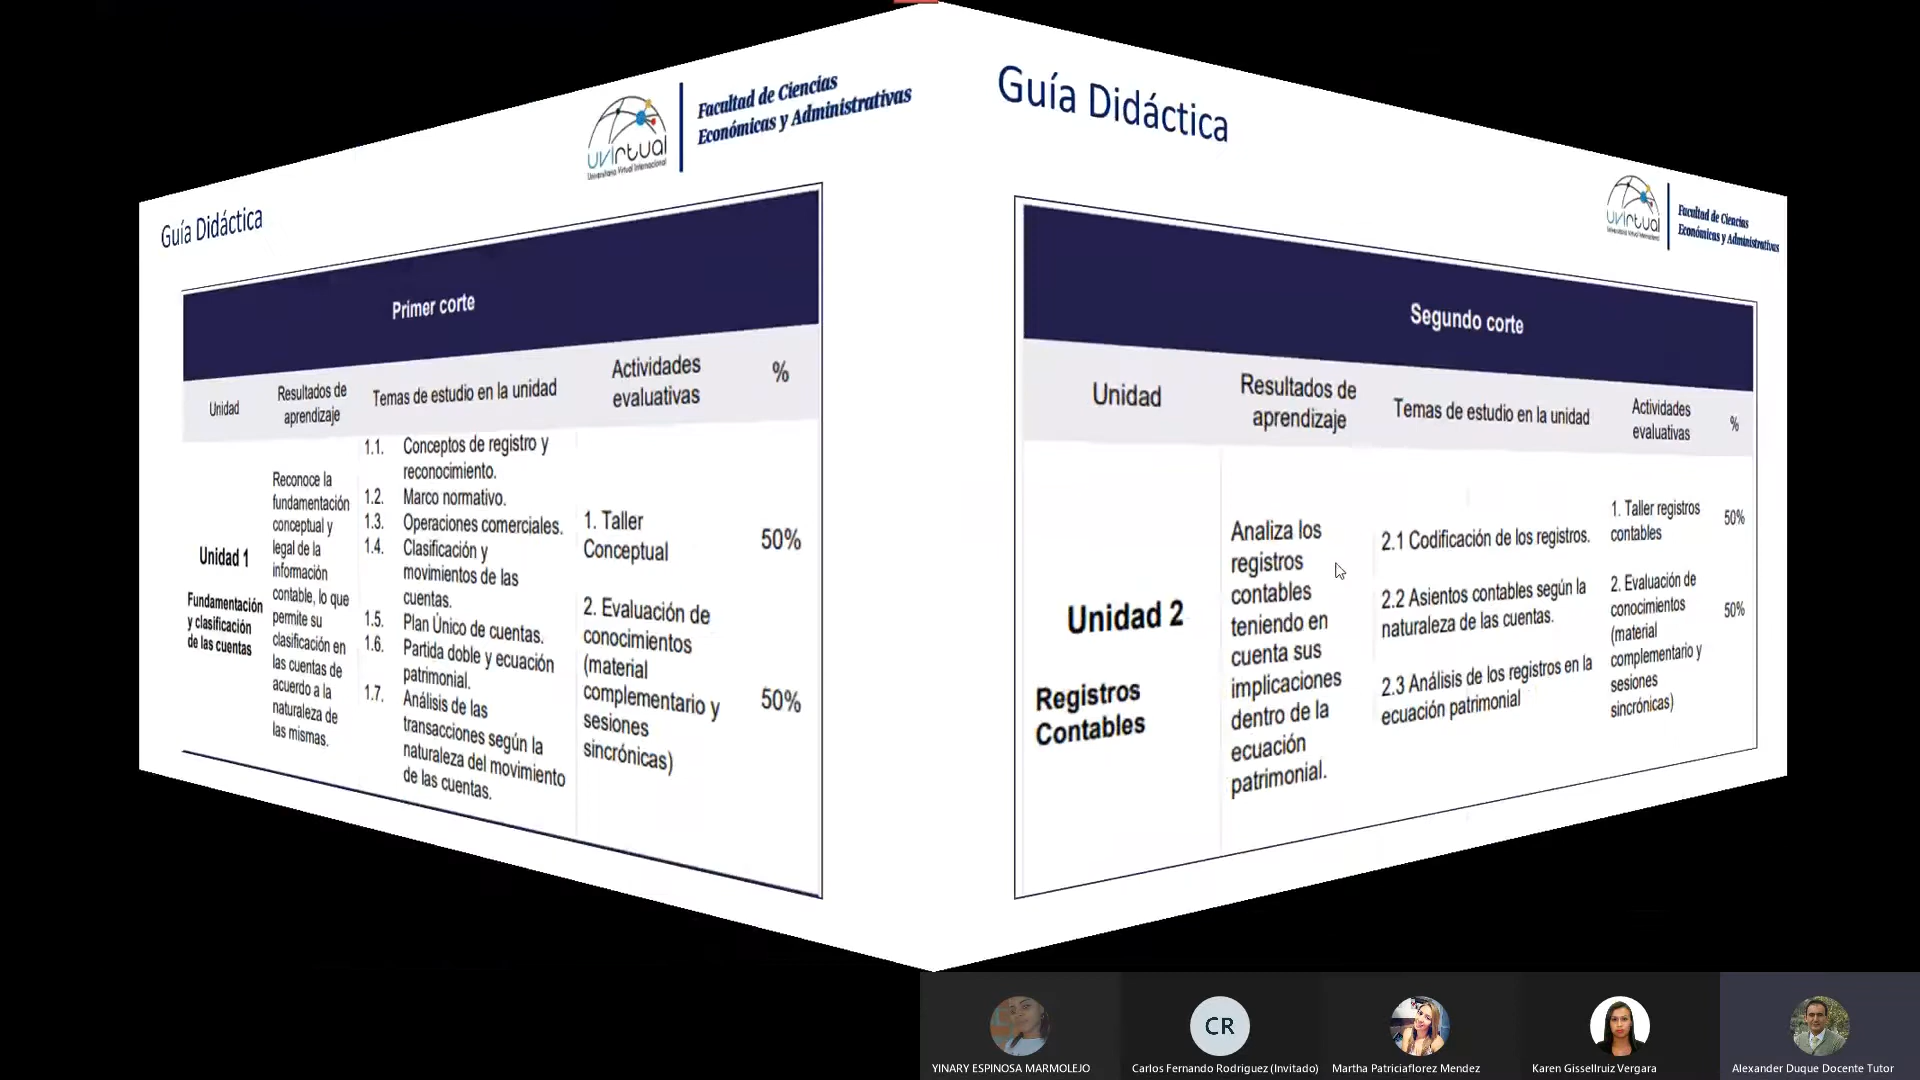 Facultad de Ciencias
Económicas y Administrativas
uvirtual
Universitaria Virtual Internacional
Guía Didáctica
Primer corte
Unidad
Resultados de
aprendizaje
Temas de estudio en la unidad
Actividades
evaluativas
%
Unidad 1
Fundamentación
y clasificación
de las cuentas
Reconoce la
fundamentación
conceptual y
legal de la
información
contable, lo que
permite su
clasificación en
las cuentas de
acuerdo a la
naturaleza de
las mismas.
1.1. Conceptos de registro y
reconocimiento.
1.2. Marco normativo.
1.3. Operaciones comerciales.
1.4. Clasificación y
movimientos de las
cuentas.
1.5. Plan Único de cuentas.
1.6. Partida doble y ecuación
patrimonial.
1.7. Análisis de las
transacciones según la
naturaleza del movimiento
de las cuentas.
1. Taller
Conceptual
50%
2. Evaluación de
conocimientos
(material
complementario y
sesiones
sincrónicas)
50%
Guía Didáctica
uvirtual
Universitaria Virtual Internacional
Facultad de Ciencias
Económicas y Administrativas
Segundo corte
Unidad
Resultados de
aprendizaje
Temas de estudio en la unidad
Actividades
evaluativas
%
Unidad 2
Registros
Contables
Analiza los
registros
contables
teniendo en
cuenta sus
implicaciones
dentro de la
ecuación
patrimonial.
2.1 Codificación de los registros.
2.2 Asientos contables según la
naturaleza de las cuentas.
2.3 Análisis de los registros en la
ecuación patrimonial
1. Taller registros
contables
50%
2. Evaluación de
conocimientos
(material
complementario y
sesiones
sincrónicas)
50%
CR
YINARY ESPINOSA MARMOLEJO
Carlos Fernando Rodriguez (Invitado)
Martha Patriciaflorez Mendez
Karen Gissellruiz Vergara
Alexander Duque Docente Tutor